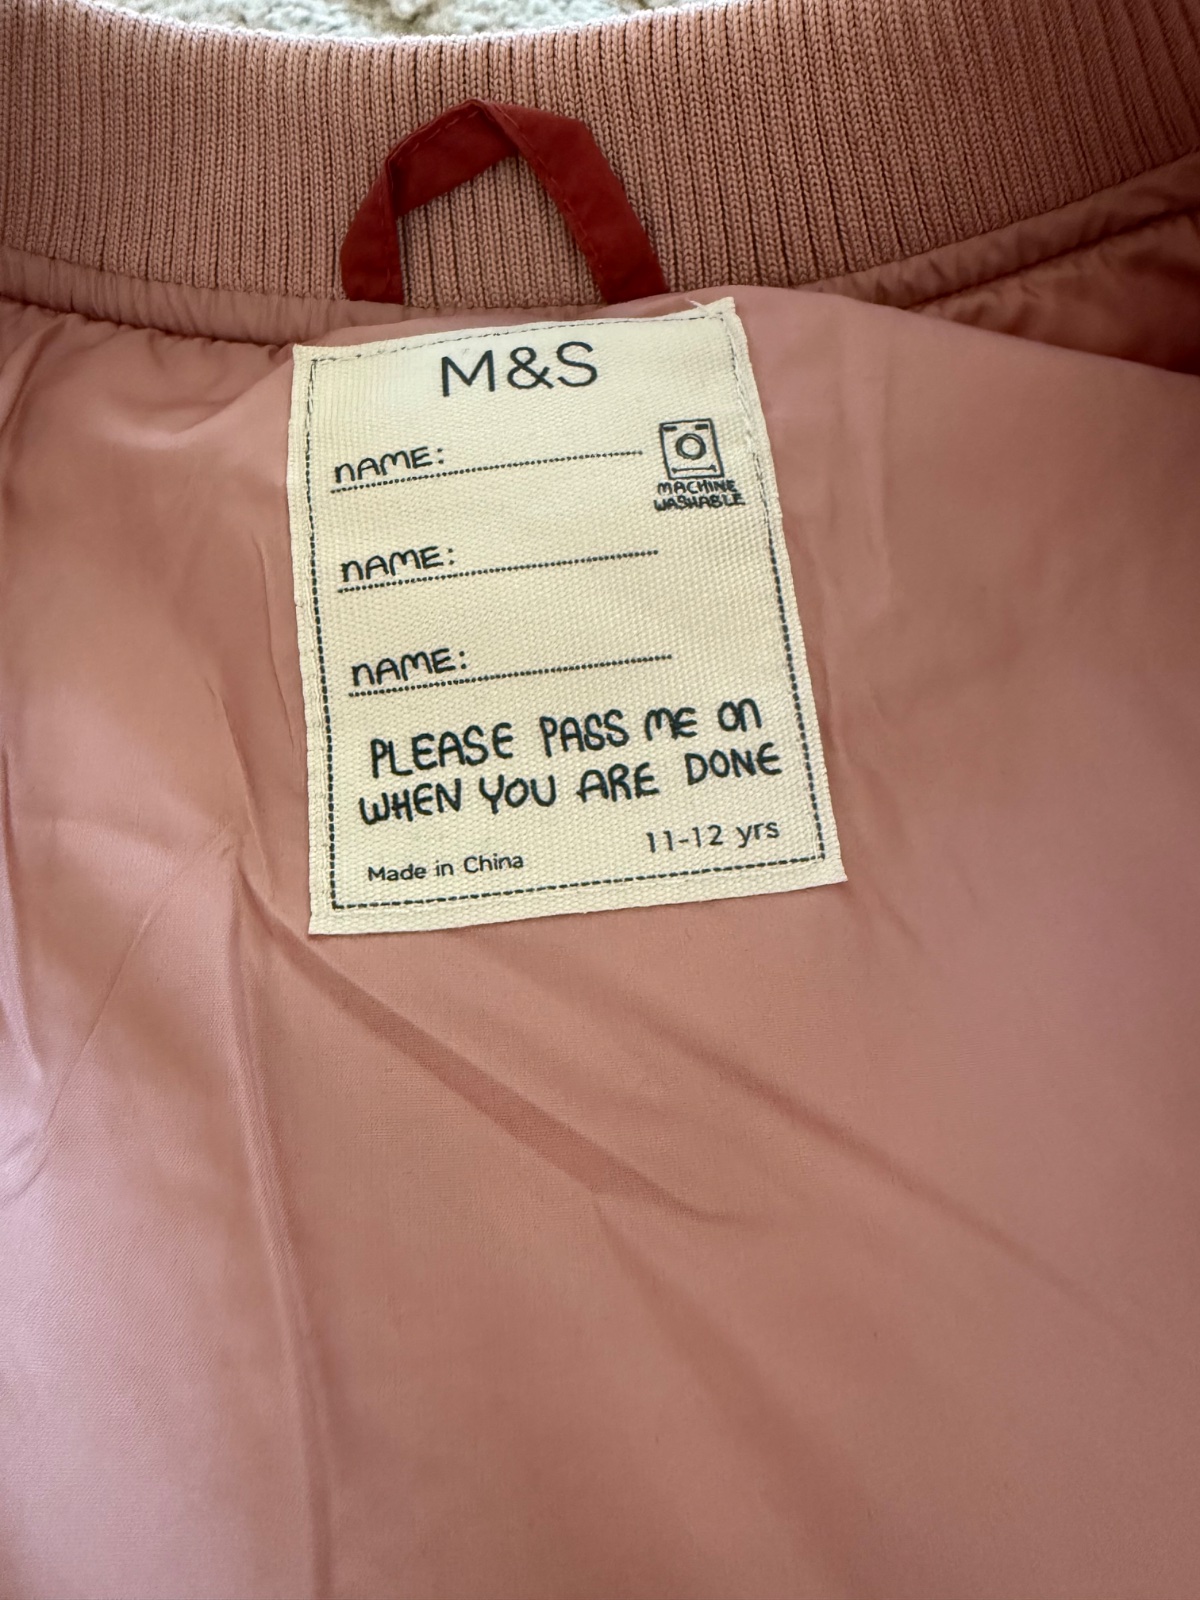 M&S
NAME:
MACHINE
WASHABLE
NAME:
NAME:
PLEASE PASS ME ON
WHEN YOU ARE DONE
11-12 yrs
Made in China